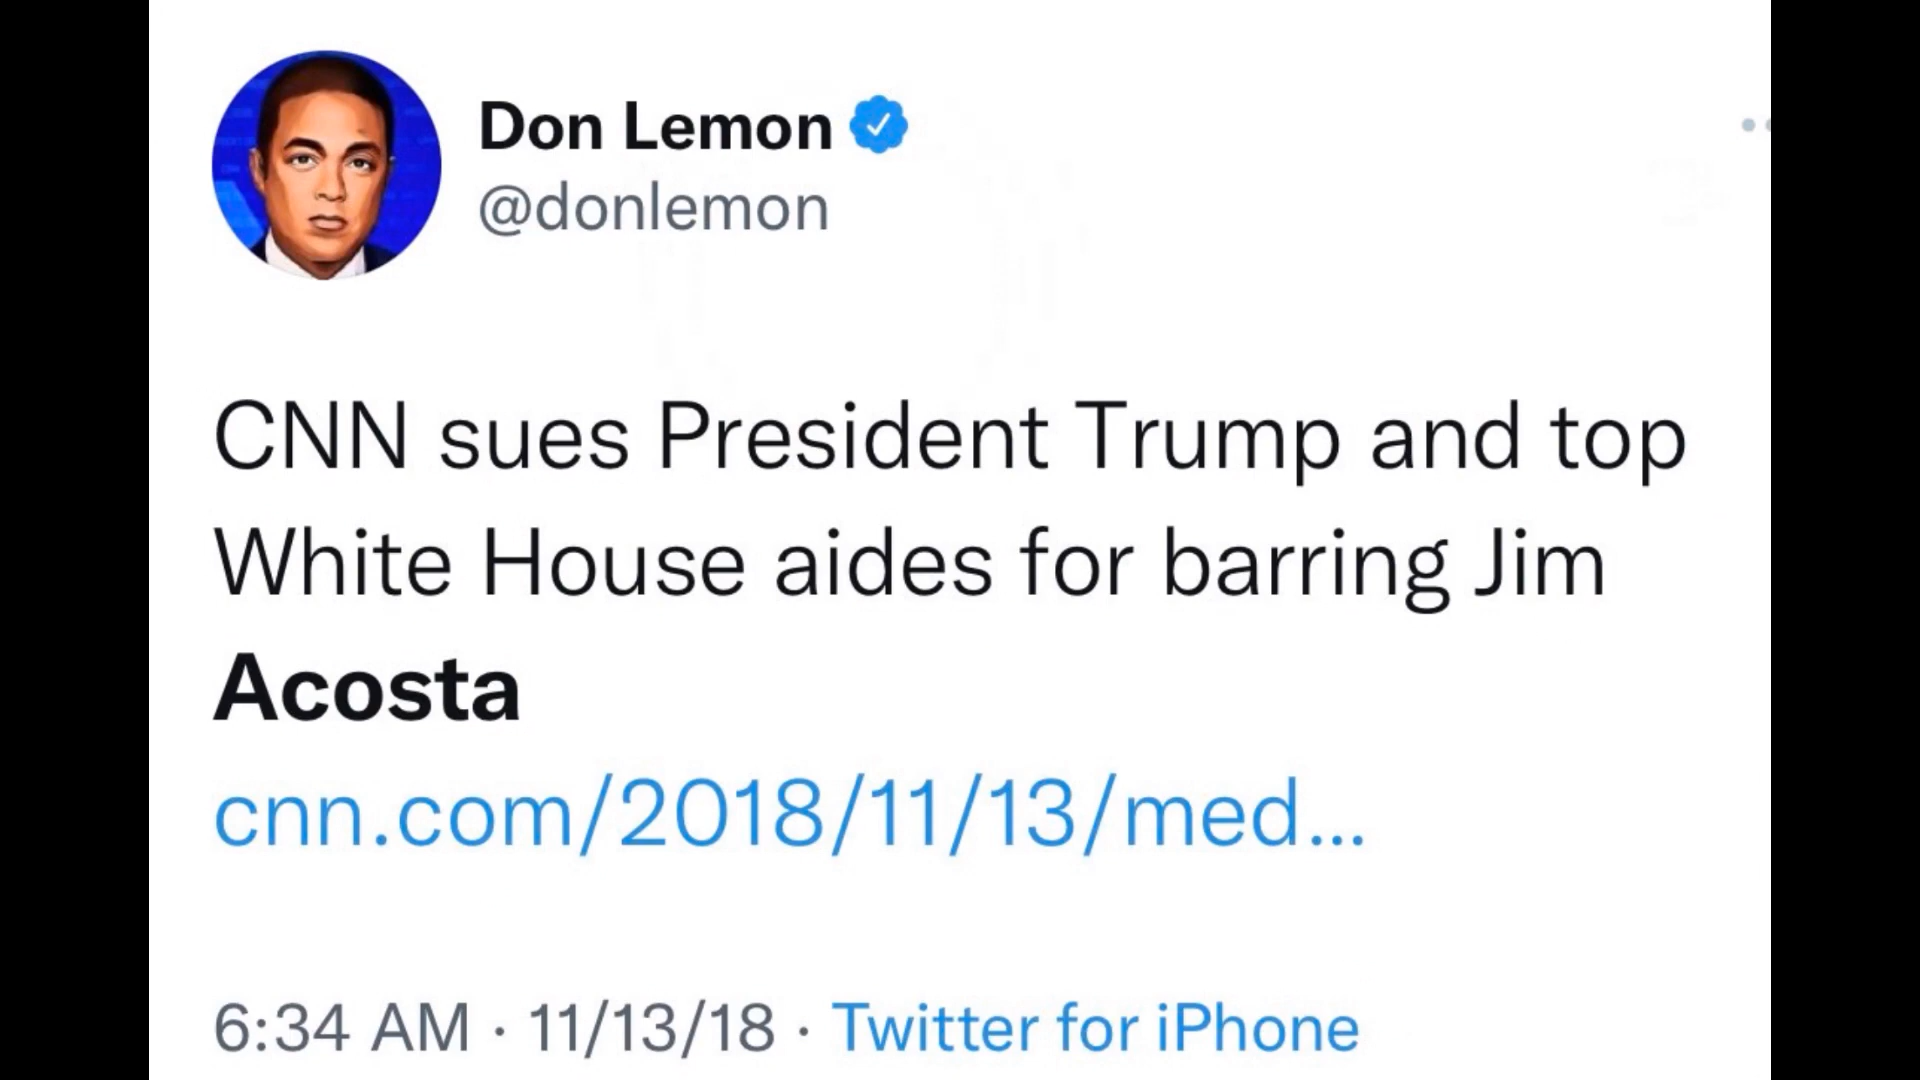 Don Lemon
@donlemon
CNN sues President Trump and top
White House aides for barring Jim
Acosta
cnn.com/2018/11/13/med...
6:34 AM · 11/13/18 · Twitter for iPhone